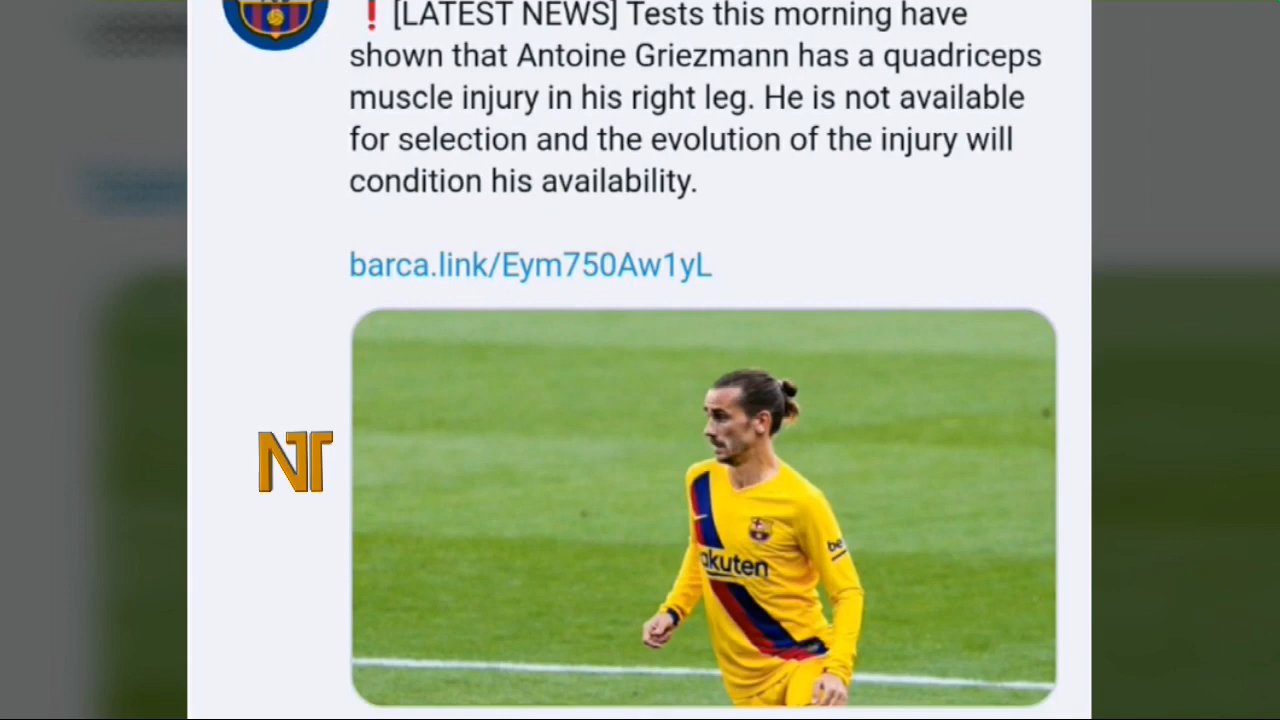 ❗ [LATEST NEWS] Tests this morning have
shown that Antoine Griezmann has a quadriceps
muscle injury in his right leg. He is not available
for selection and the evolution of the injury will
condition his availability.
barca.link/Eym750Aw1yL
NT
akuten